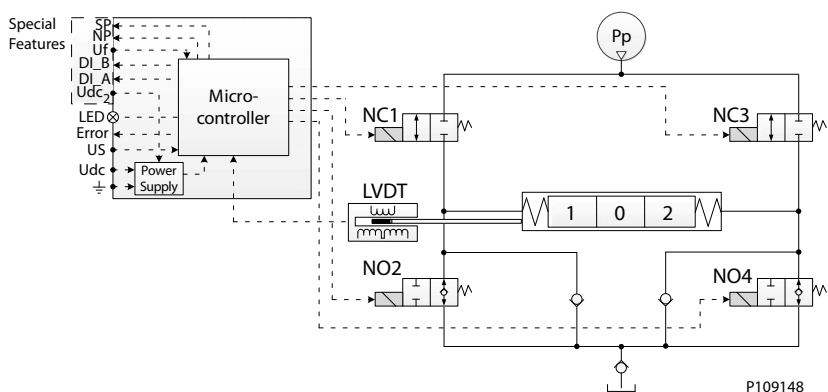 Special
Features
SP
NP
Uf
DI_B
DI_A
Udc2
LED
Error
US
Udc
Micro-
controller
Power
Supply
Pp
NC1
NC3
LVDT
1 0 2
NO2
NO4
P109148